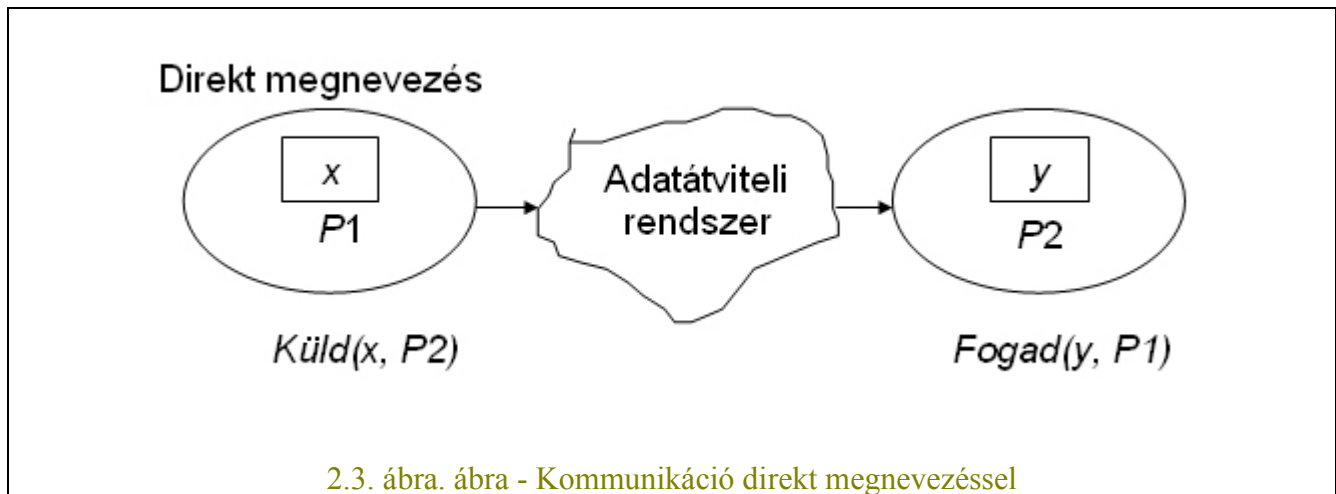 Direkt megnevezés
x
P1
Adatátviteli
rendszer
y
P2
Küld(x, P2)
Fogad(y, P1)
2.3. ábra. ábra - Kommunikáció direkt megnevezéssel